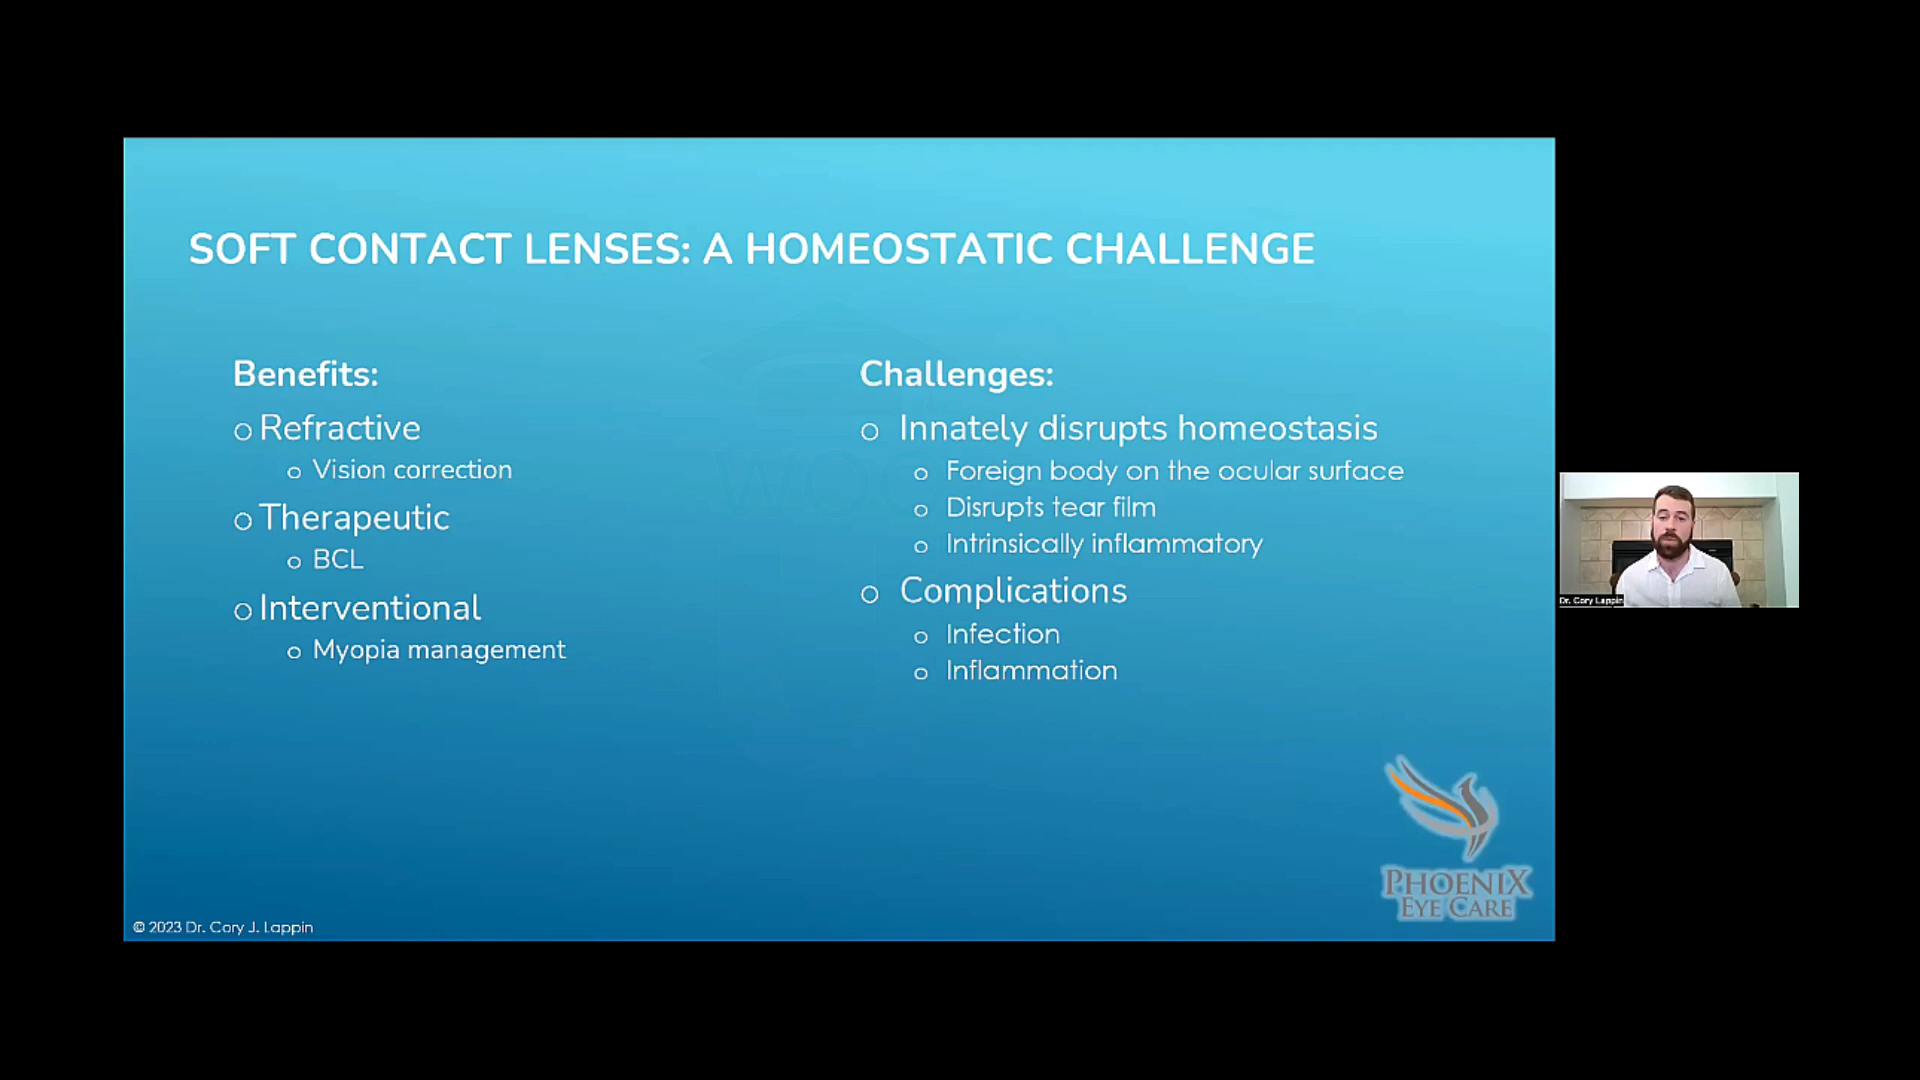 SOFT CONTACT LENSES: A HOMEOSTATIC CHALLENGE
Benefits:
Refractive
Vision correction
Therapeutic
BCL
Interventional
Myopia management
Challenges:
Innately disrupts homeostasis
Foreign body on the ocular surface
Disrupts tear film
Intrinsically inflammatory
Complications
Infection
Inflammation
PHOENIX
EYE CARE
© 2023 Dr. Cory J. Lappin
Dr. Cory Lappin